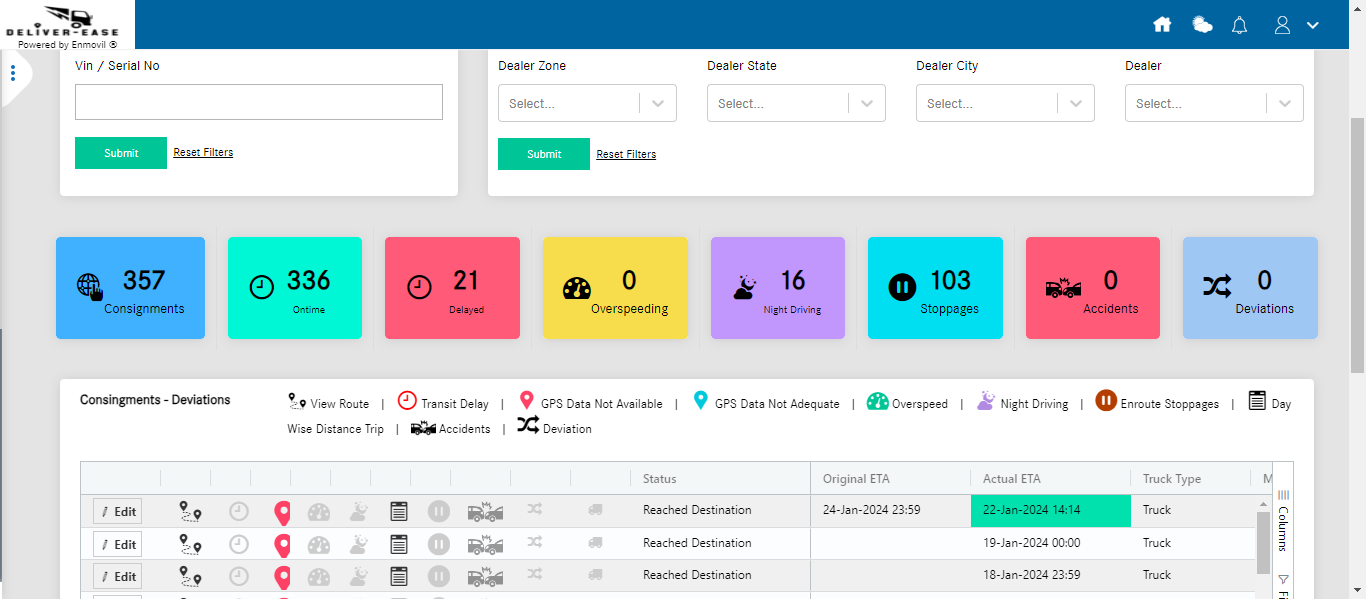 DELIVER-EASE
Powered by Enmovil ®
Vin / Serial No
Submit
Reset Filters
Dealer Zone Dealer State Dealer City Dealer
Select... Select... Select... Select...
Submit
Reset Filters
357 Consignments
336 Ontime
21 Delayed
0 Overspeeding
16 Night Driving
103 Stoppages
0 Accidents
0 Deviations
Consingments - Deviations
View Route | Transit Delay | GPS Data Not Available | GPS Data Not Adequate | Overspeed | Night Driving | Enroute Stoppages | Day
Wise Distance Trip | Accidents | Deviation
Status Original ETA Actual ETA Truck Type M
Edit Reached Destination 24-Jan-2024 23:59 22-Jan-2024 14:14 Truck
Edit Reached Destination 19-Jan-2024 00:00 Truck
Edit Reached Destination 18-Jan-2024 23:59 Truck
Columns